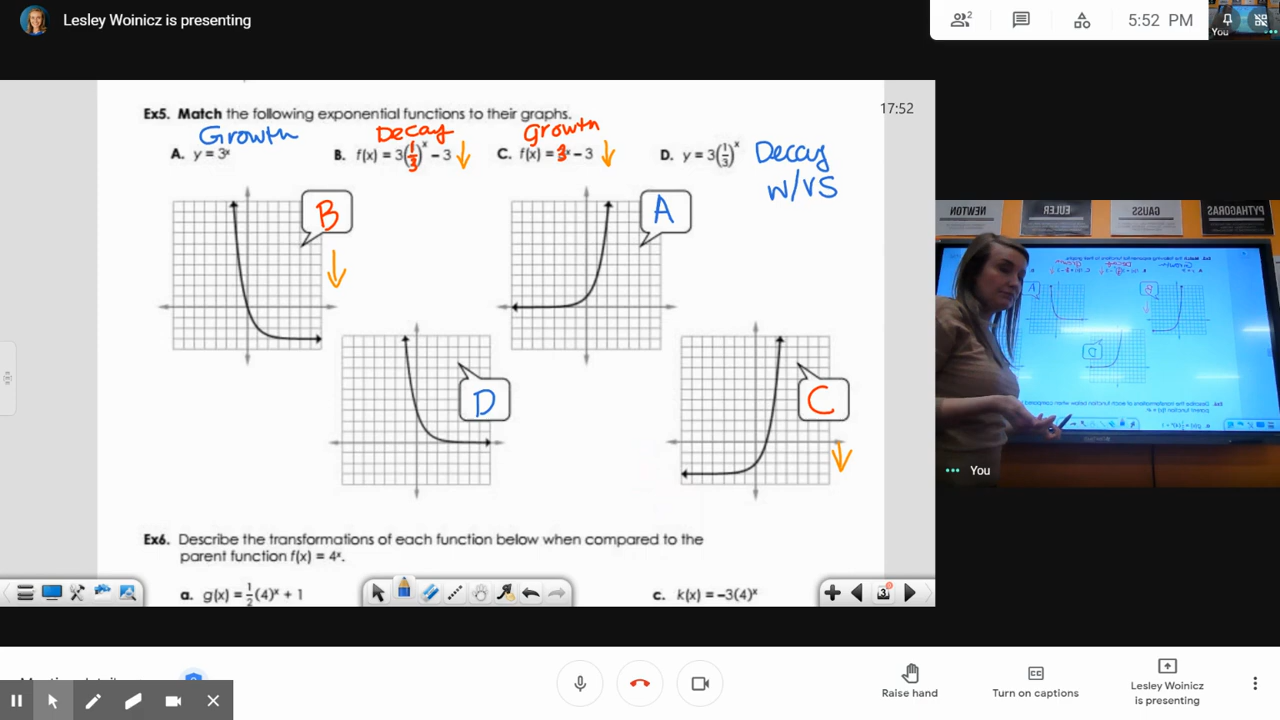 Lesley Woinicz is presenting
2
5:52 PM
You
17:52
Ex5. Match the following exponential functions to their graphs.
Growth
Decay
Growth
A. y = 3ˣ
B. f(x) = 3(1/3)ˣ – 3 ↓
C. f(x) = 3ˣ – 3 ↓
D. y = 3(1/3)ˣ
Decay
w/VS
B
↓
A
D
C
↓
Ex6. Describe the transformations of each function below when compared to the
parent function f(x) = 4ˣ.
a. g(x) = 1/2(4)ˣ + 1
c. k(x) = –3(4)ˣ
3
NEWTON
EULER
GAUSS
PYTHAGORAS
You
Raise hand
CC
Turn on captions
Lesley Woinicz
is presenting